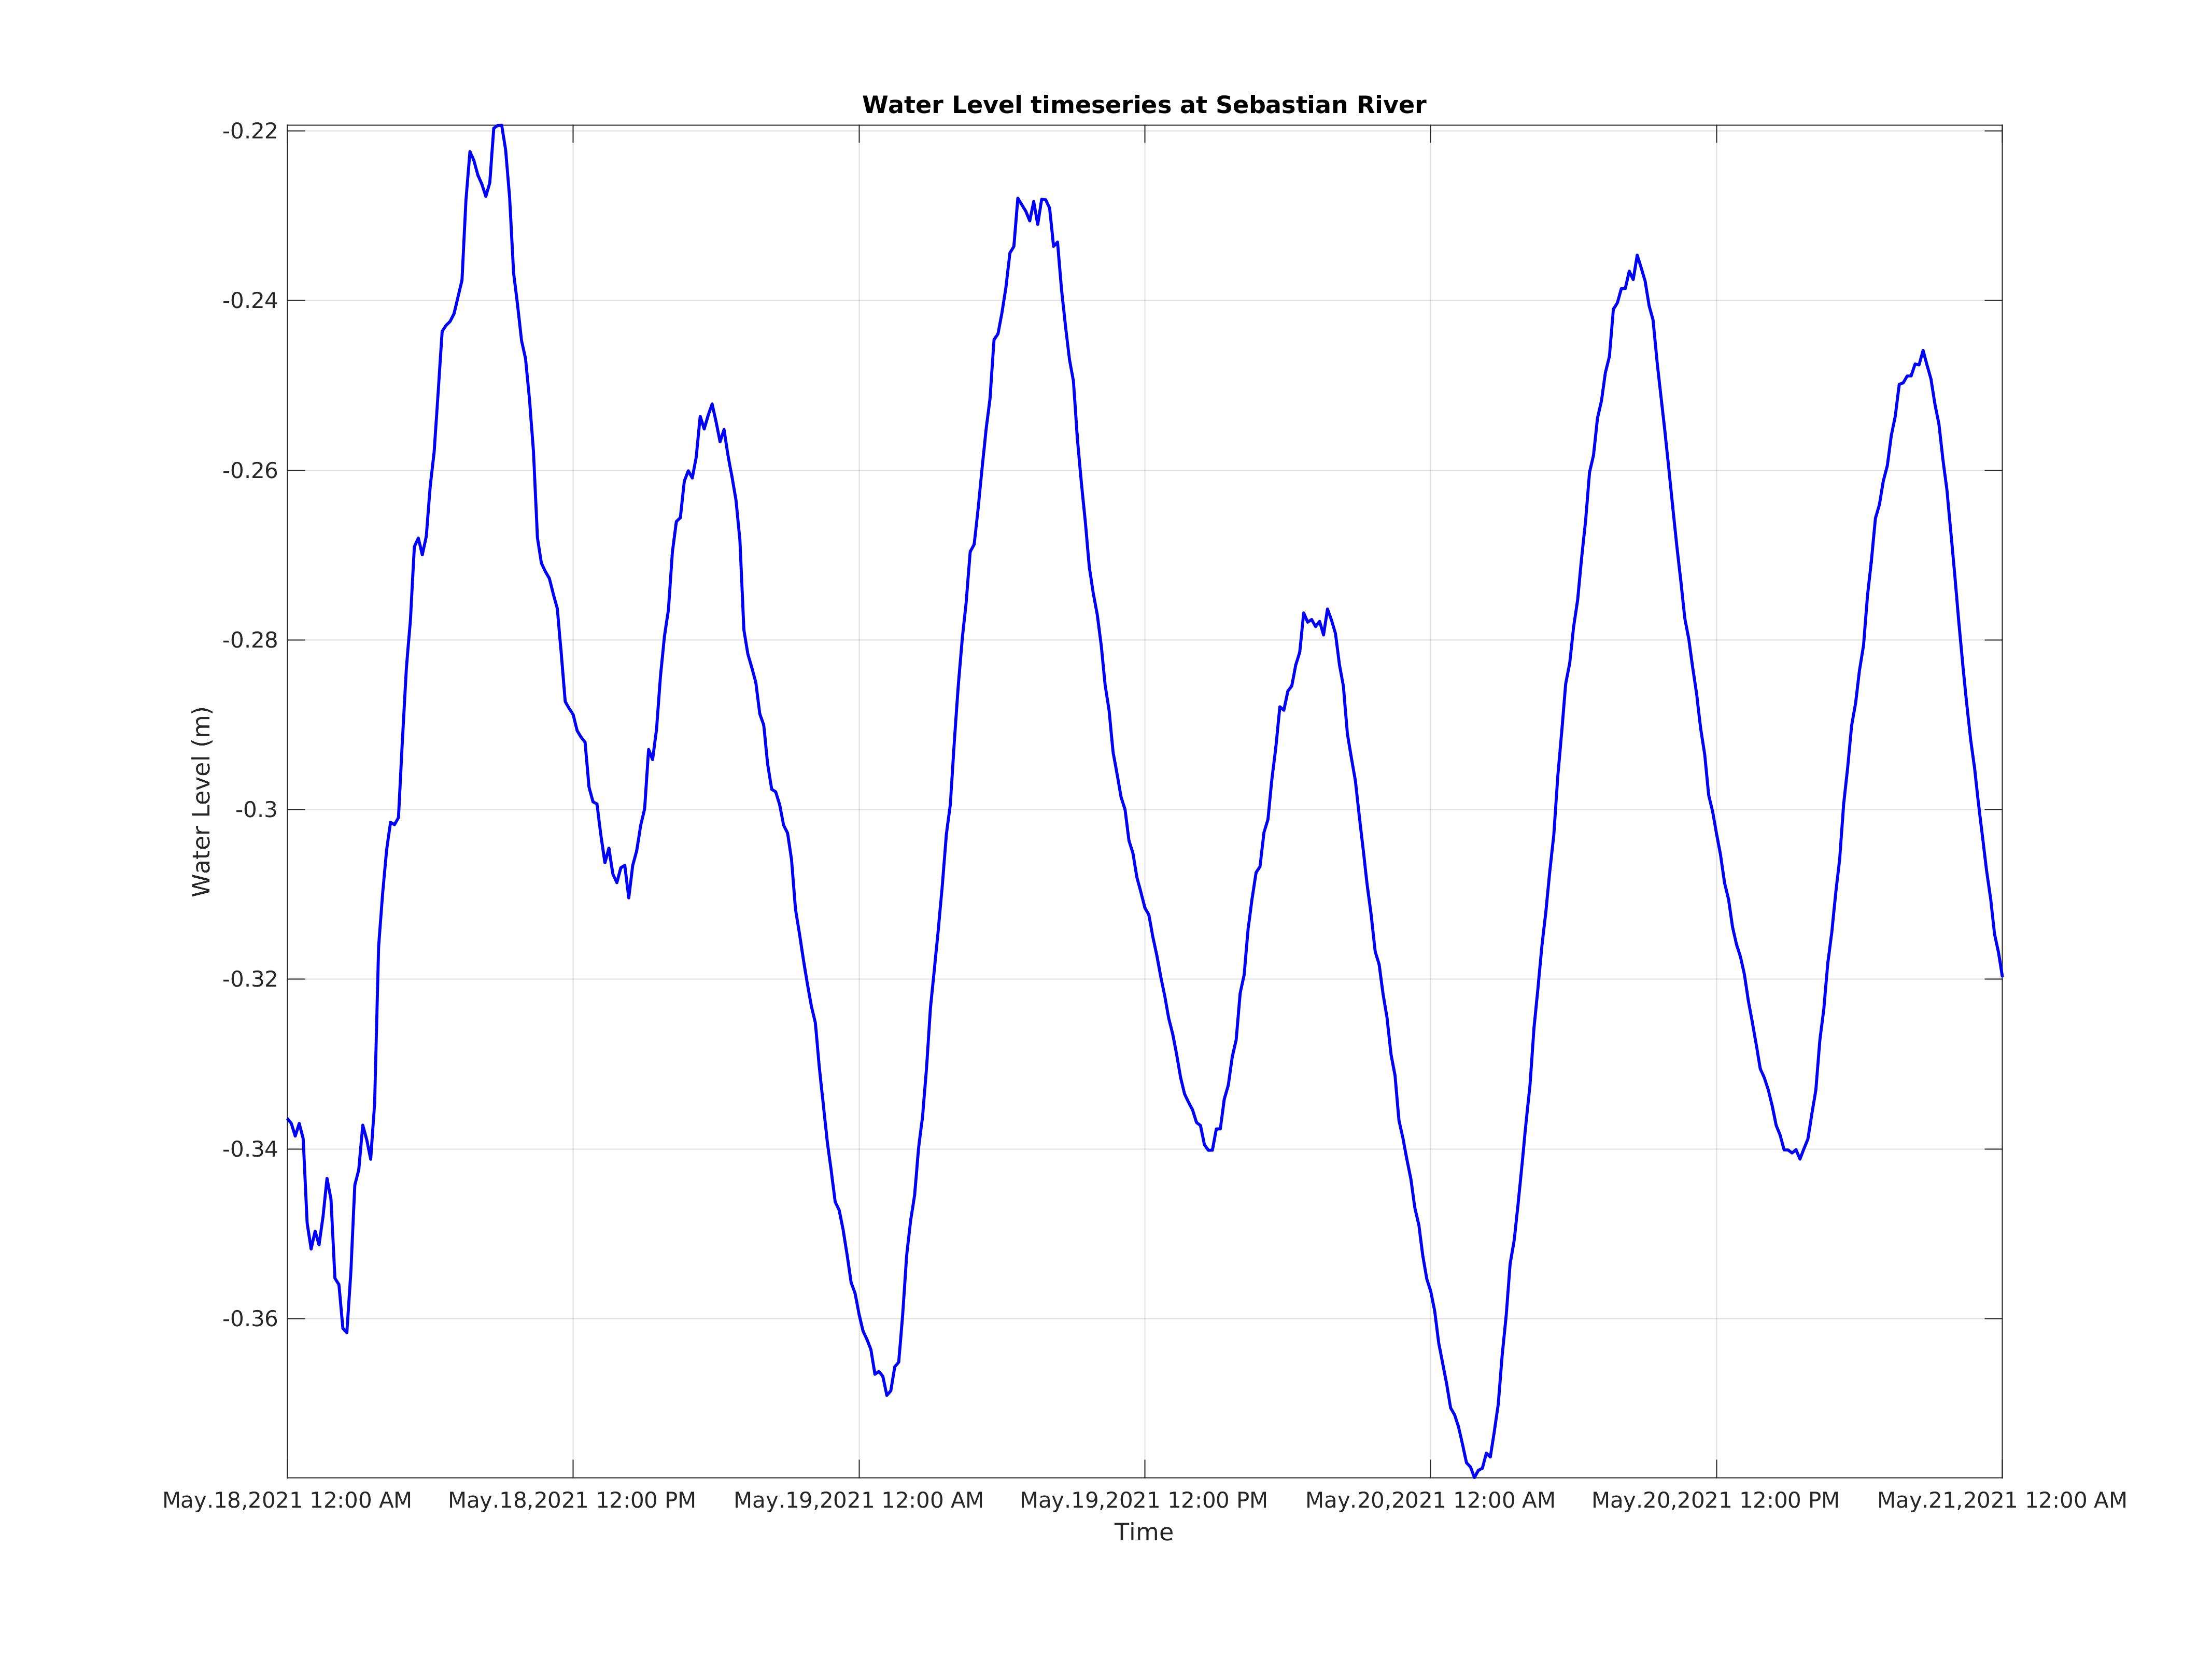 Water Level timeseries at Sebastian River
-0.22
-0.24
-0.26
-0.28
-0.3
-0.32
-0.34
-0.36
Water Level (m)
May.18,2021 12:00 AM May.18,2021 12:00 PM May.19,2021 12:00 AM May.19,2021 12:00 PM May.20,2021 12:00 AM May.20,2021 12:00 PM May.21,2021 12:00 AM
Time